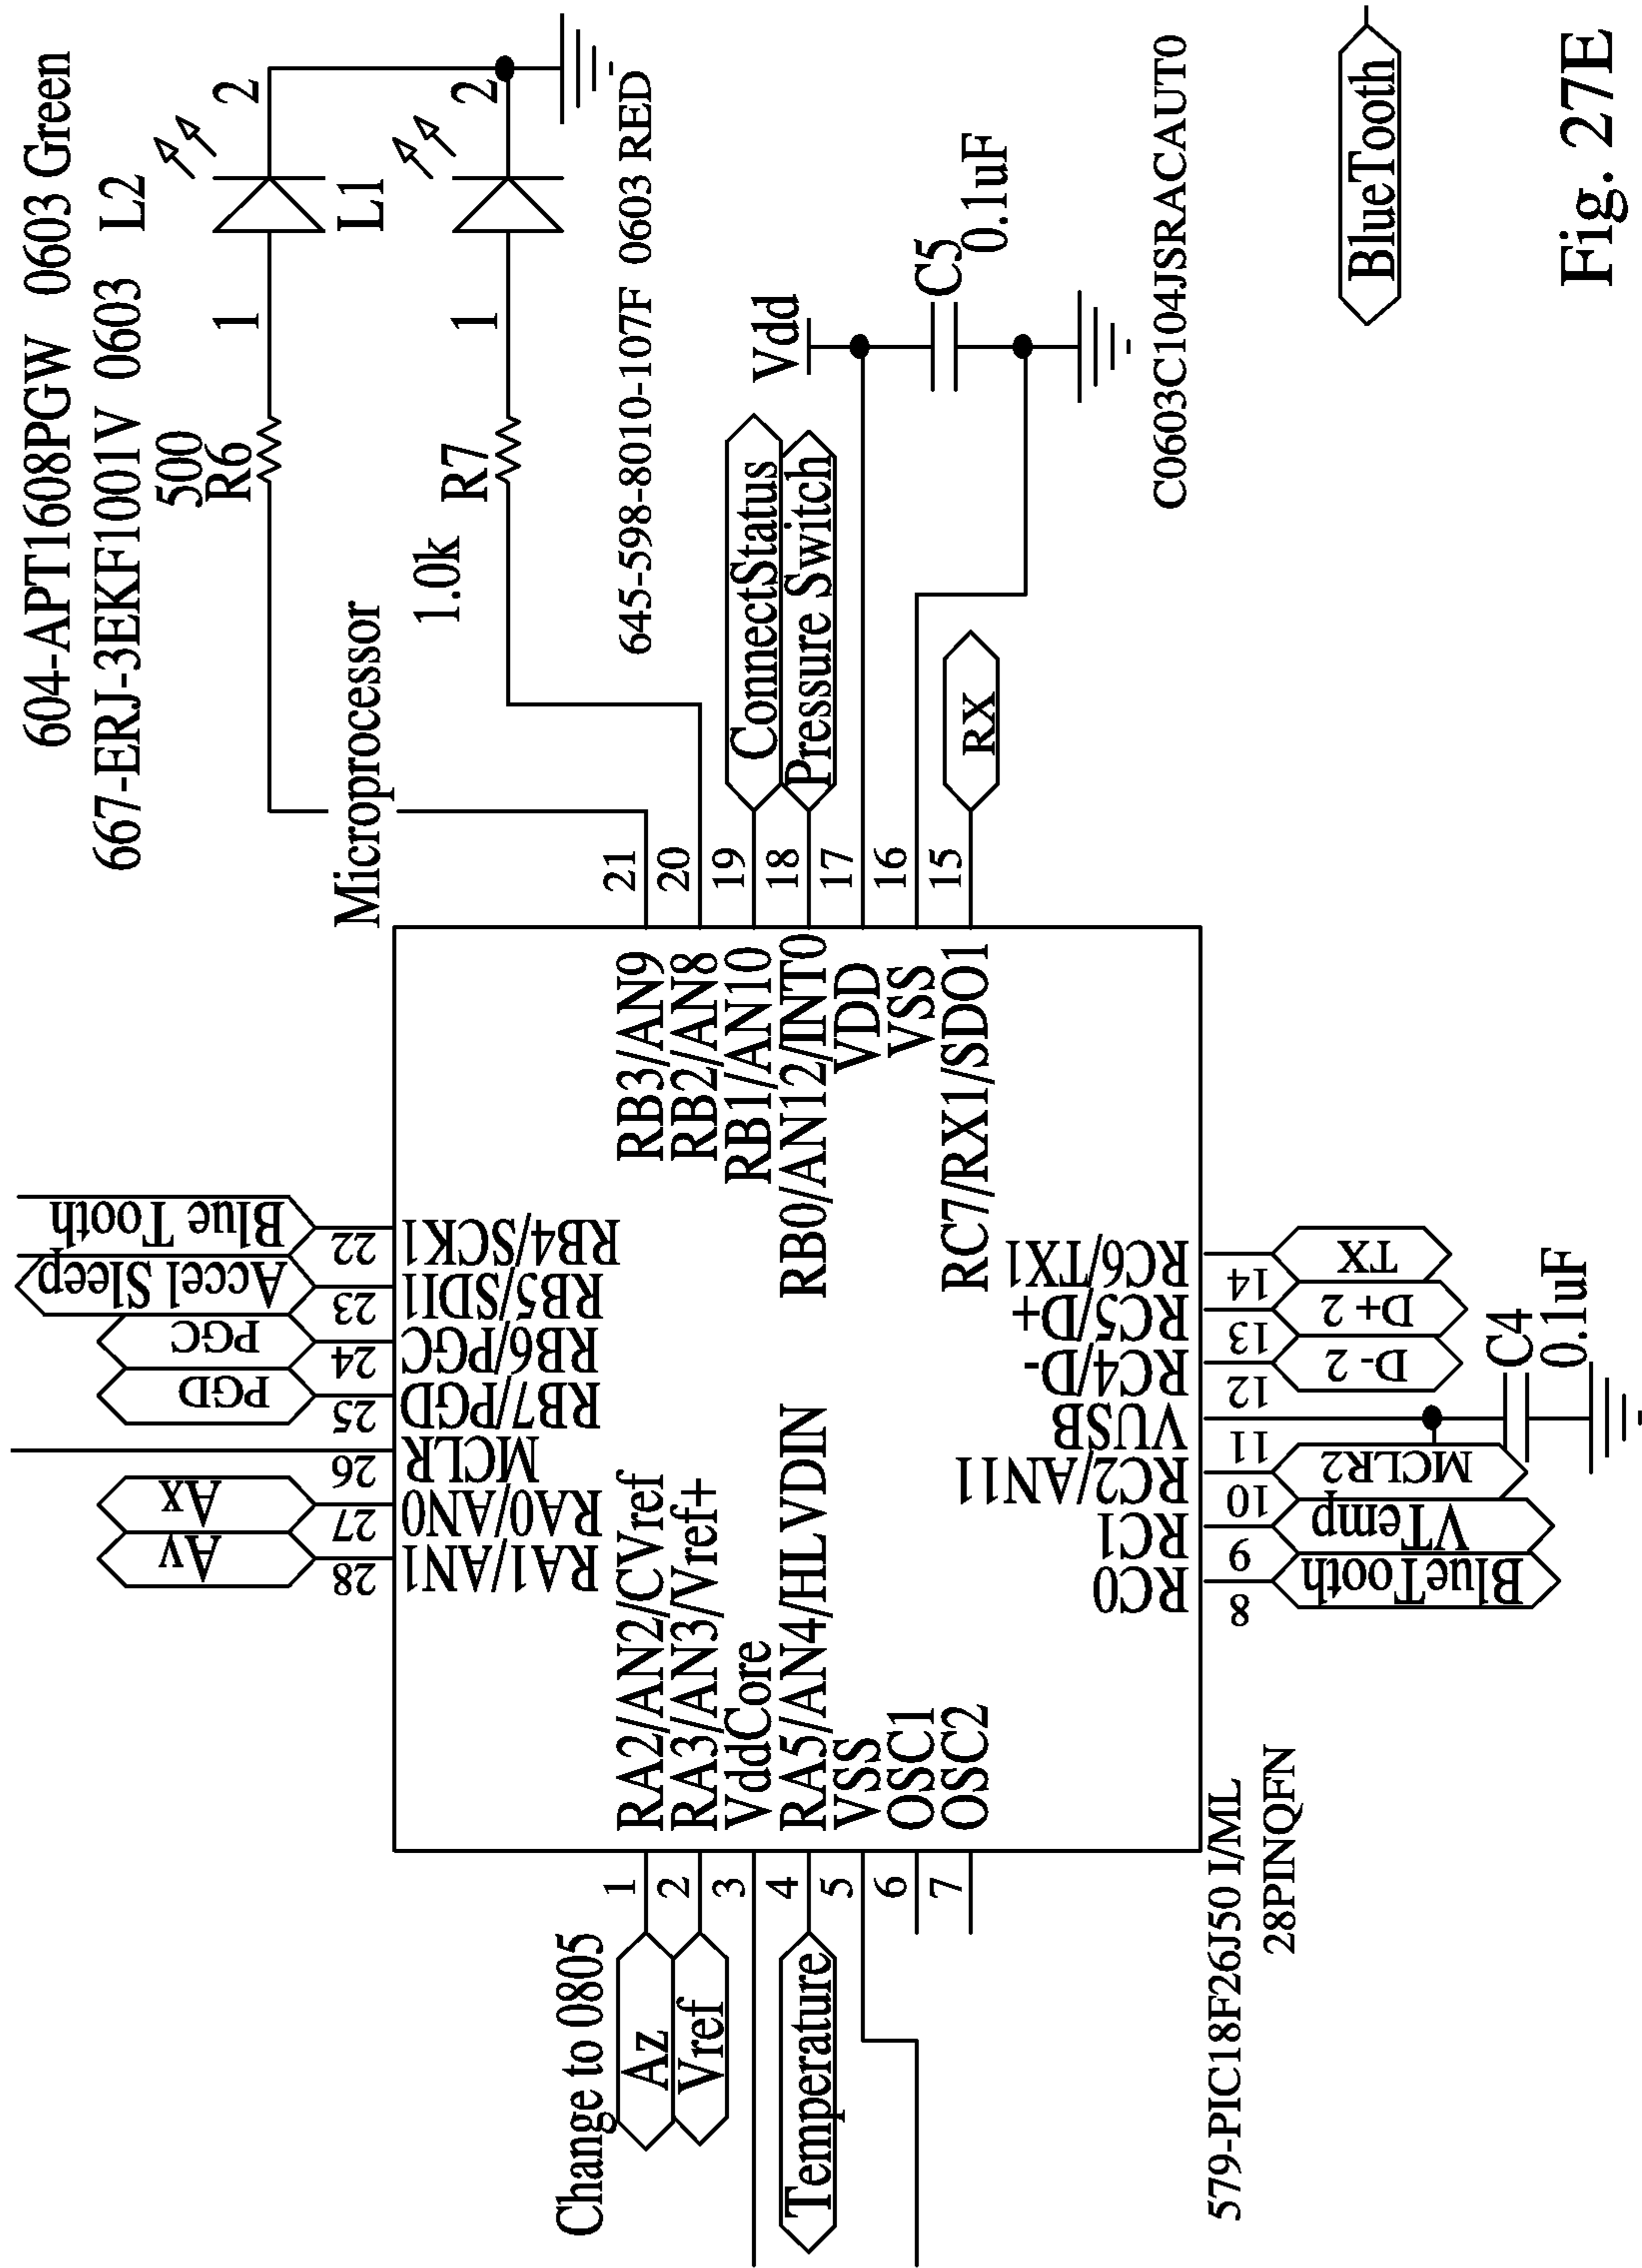 604-APT1608PGW 0603 Green
667-ERJ-3EKF1001V 0603 L2
500
R6
1
2
L1
1.0k
R7
1
2
645-598-8010-107F 0603 RED
Microprocessor
Change to 0805
Az
Vref
Temperature
1
2
3
4
5
6
7
RA2/AN2/CVref
RA3/AN3/Vref+
VddCore
RA5/AN4/HLVDIN
VSS
OSC1
OSC2
Av
Ax
PGD
PGC
Accel Sleep
Blue Tooth
28
27
26
25
24
23
22
RA1/AN1
RA0/AN0
MCLR
RB7/PGD
RB6/PGC
RB5/SDI1
RB4/SCK1
RB3/AN9
RB2/AN8
RB1/AN10
RB0/AN12/INT0
VDD
VSS
RC7/RX1/SDO1
21
20
19
18
17
16
15
ConnectStatus
Pressure Switch
RX
Vdd
C5
0.1uF
C0603C104JSRACAUT0
RC0
RC1
RC2/AN11
VUSB
RC4/D-
RC5/D+
RC6/TX1
8
9
10
11
12
13
14
BlueTooth
VTemp
MCLR2
D- 2
D+ 2
TX
C4
0.1uF
579-PIC18F26J50 I/ML
28PINQFN
BlueTooth
Fig. 27E